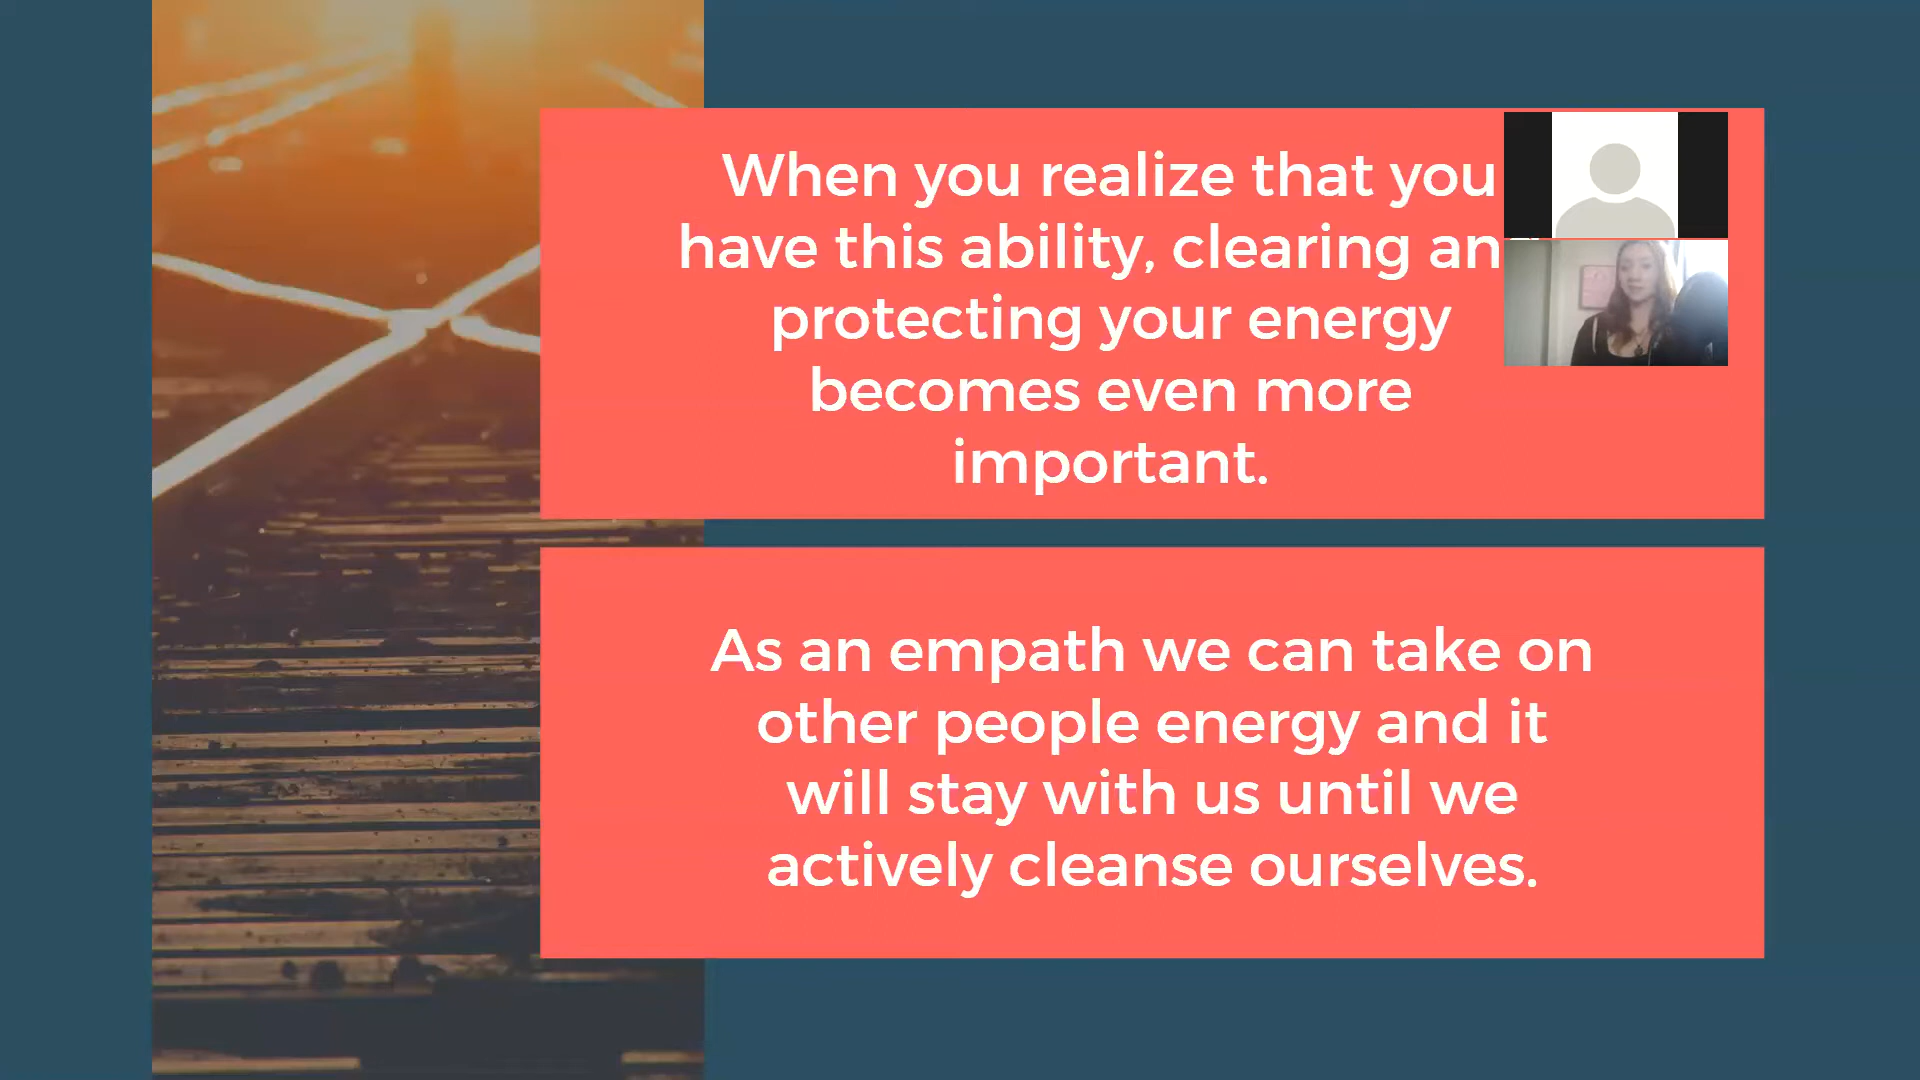 When you realize that you
have this ability, clearing an
protecting your energy
becomes even more
important.
As an empath we can take on
other people energy and it
will stay with us until we
actively cleanse ourselves.